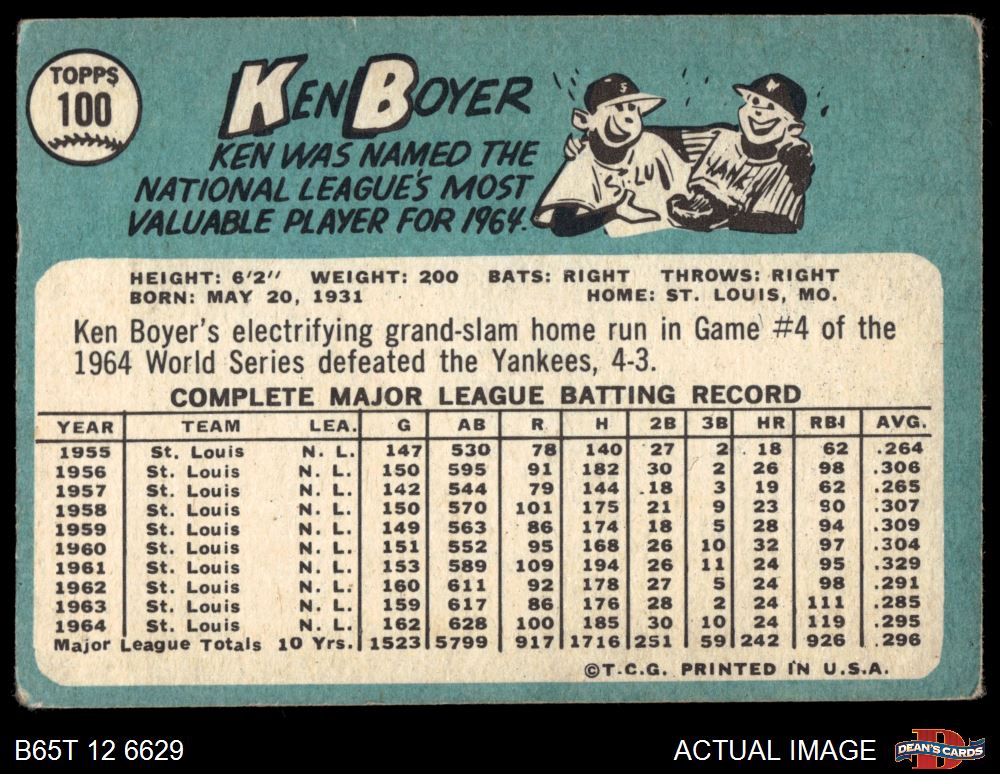 TOPPS
100
KEN BOYER
KEN WAS NAMED THE
NATIONAL LEAGUE'S MOST
VALUABLE PLAYER FOR 1964.
S
ST. LOU
Y
YANK
HEIGHT: 6'2" WEIGHT: 200 BATS: RIGHT THROWS: RIGHT
BORN: MAY 20, 1931 HOME: ST. LOUIS, MO.
Ken Boyer's electrifying grand-slam home run in Game #4 of the
1964 World Series defeated the Yankees, 4-3.
COMPLETE MAJOR LEAGUE BATTING RECORD
YEAR TEAM LEA. G AB R H 2B 3B HR RBI AVG.
1955 St. Louis N. L. 147 530 78 140 27 2 18 62 .264
1956 St. Louis N. L. 150 595 91 182 30 2 26 98 .306
1957 St. Louis N. L. 142 544 79 144 18 3 19 62 .265
1958 St. Louis N. L. 150 570 101 175 21 9 23 90 .307
1959 St. Louis N. L. 149 563 86 174 18 5 28 94 .309
1960 St. Louis N. L. 151 552 95 168 26 10 32 97 .304
1961 St. Louis N. L. 153 589 109 194 26 11 24 95 .329
1962 St. Louis N. L. 160 611 92 178 27 5 24 98 .291
1963 St. Louis N. L. 159 617 86 176 28 2 24 111 .285
1964 St. Louis N. L. 162 628 100 185 30 10 24 119 .295
Major League Totals 10 Yrs. 1523 5799 917 1716 251 59 242 926 .296
©T.C.G. PRINTED IN U.S.A.
B65T 12 6629
ACTUAL IMAGE
D
DEAN'S CARDS